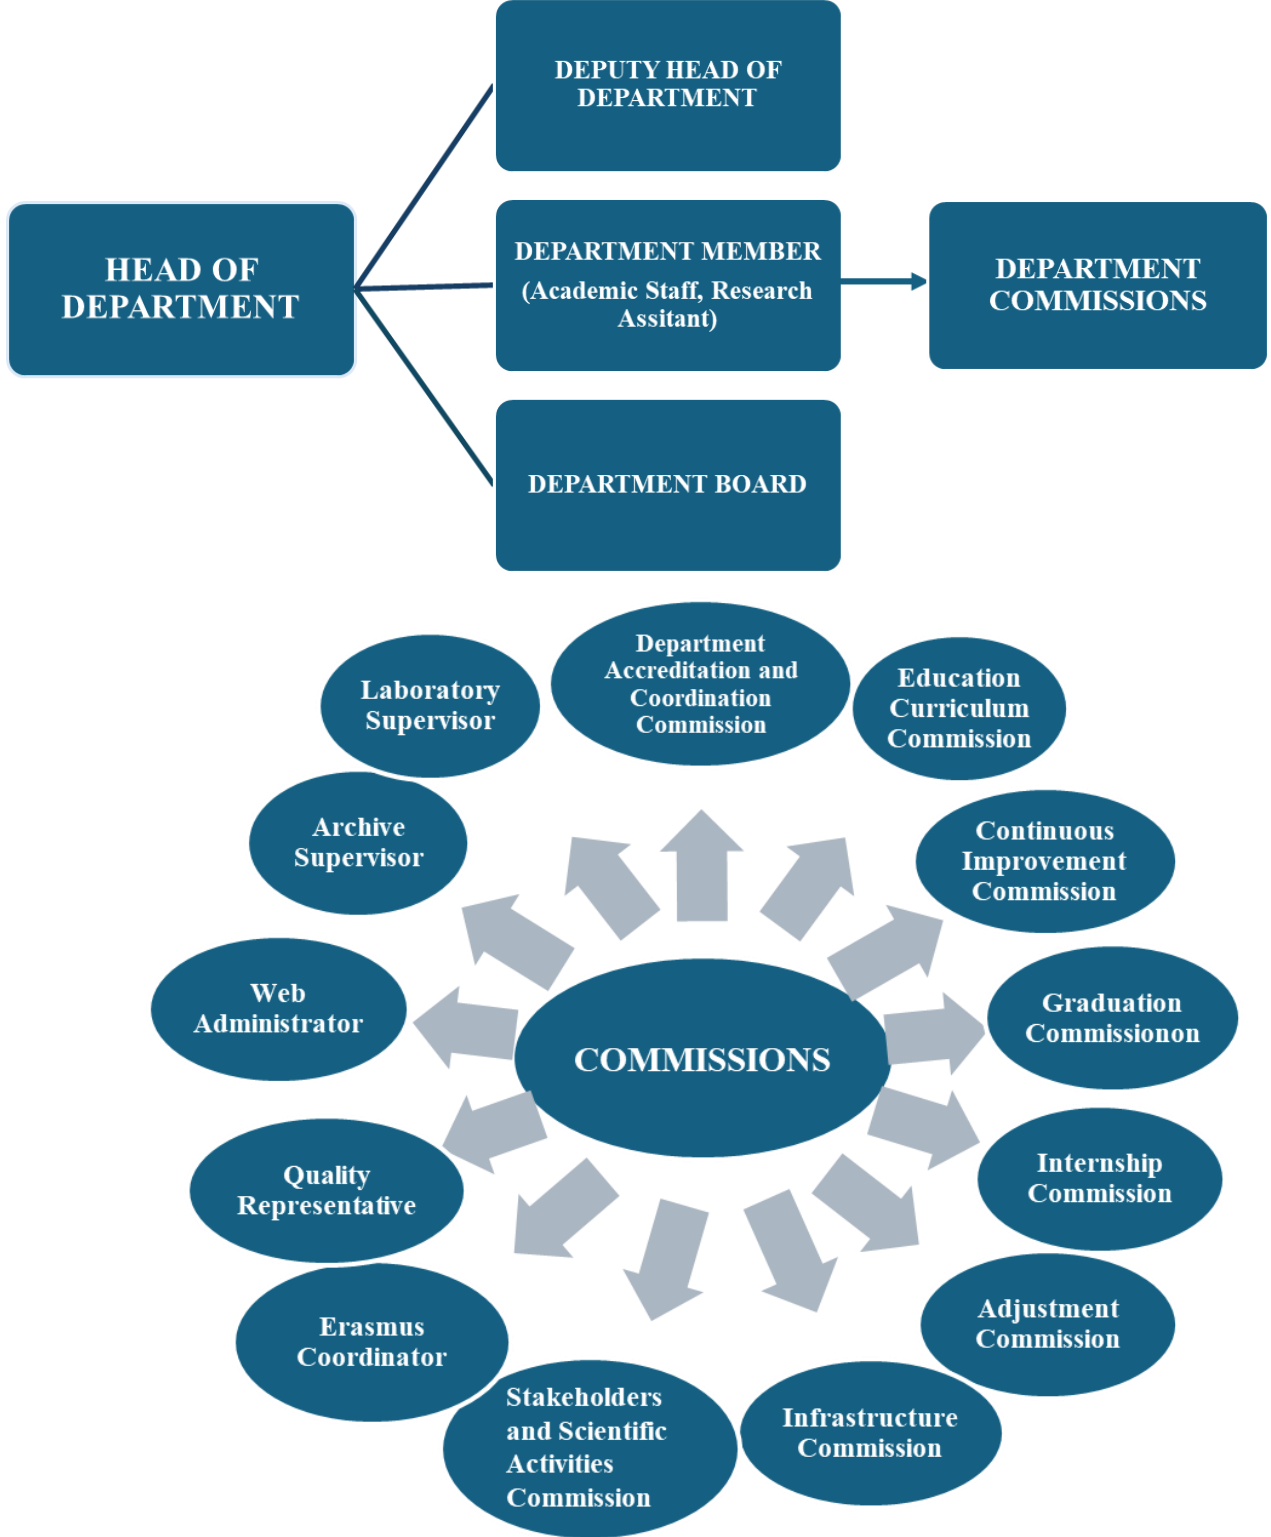 DEPUTY HEAD OF
DEPARTMENT
HEAD OF
DEPARTMENT
DEPARTMENT MEMBER
(Academic Staff, Research
Assitant)
DEPARTMENT
COMMISSIONS
DEPARTMENT BOARD
Department
Accreditation and
Coordination
Commission
Education
Curriculum
Commission
Continuous
Improvement
Commission
Graduation
Commissionon
Internship
Commission
Adjustment
Commission
Infrastructure
Commission
Stakeholders
and Scientific
Activities
Commission
Erasmus
Coordinator
Quality
Representative
Web
Administrator
Archive
Supervisor
Laboratory
Supervisor
COMMISSIONS